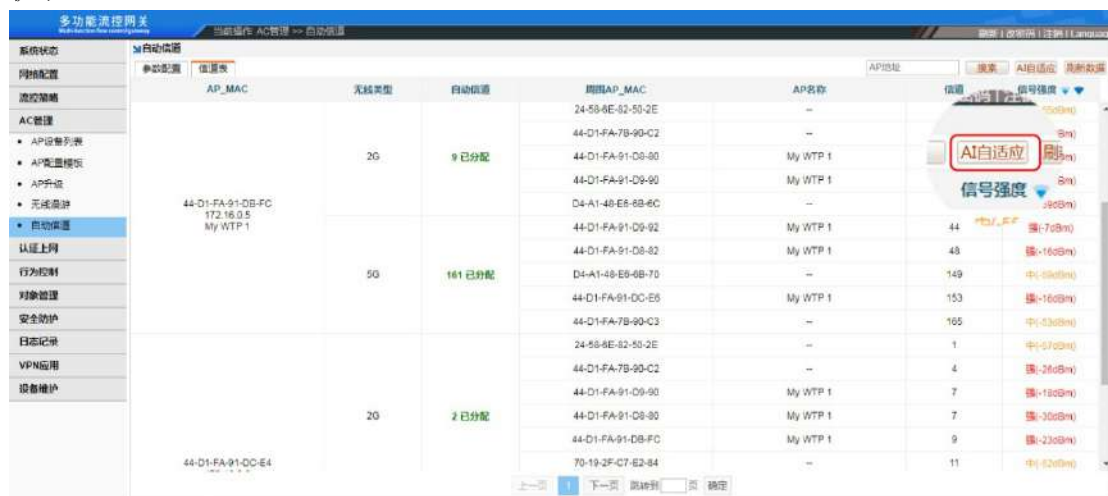 多功能流控网关
当前操作 AC管理 >> 自动信道
刷新 | 改密码 | 注销 | Language
系统状态
网络配置
流控策略
AC管理
AP设备列表
AP配置模板
AP升级
无线漫游
自动信道
认证上网
行为控制
对象管理
安全防护
日志记录
VPN应用
设备维护
自动信道
参数配置 信道表 AP地址 搜索 AI自适应 刷新数据
AP_MAC 无线类型 自动信道 周围AP_MAC AP名称 信道 信号强度
24-58-6E-82-50-2E --
44-D1-FA-7B-90-C2 --
2G 9 已分配 44-D1-FA-91-D8-80 My WTP 1
AI自适应 刷
44-D1-FA-91-D9-90 My WTP 1
信号强度
44-D1-FA-91-DB-FC D4-A1-48-E6-6B-6C --
172.16.0.5
My WTP 1 44-D1-FA-91-D9-92 My WTP 1 44 强(-7dBm)
44-D1-FA-91-D8-82 My WTP 1 48 强(-16dBm)
5G 161 已分配 D4-A1-48-E6-6B-70 -- 149
44-D1-FA-91-DC-E6 My WTP 1 153 强(-16dBm)
44-D1-FA-7B-90-C3 -- 165 中(-53dBm)
24-58-6E-82-50-2E -- 1 中(-57dBm)
44-D1-FA-7B-90-C2 -- 4 强(-26dBm)
44-D1-FA-91-D9-90 My WTP 1 7 强(-18dBm)
2G 2 已分配 44-D1-FA-91-D8-80 My WTP 1 7 强(-30dBm)
44-D1-FA-91-DB-FC My WTP 1 9 强(-23dBm)
44-D1-FA-91-DC-E4 70-19-2F-C7-E2-84 -- 11 中(-52dBm)
上一页 1 下一页 跳转到 页 确定